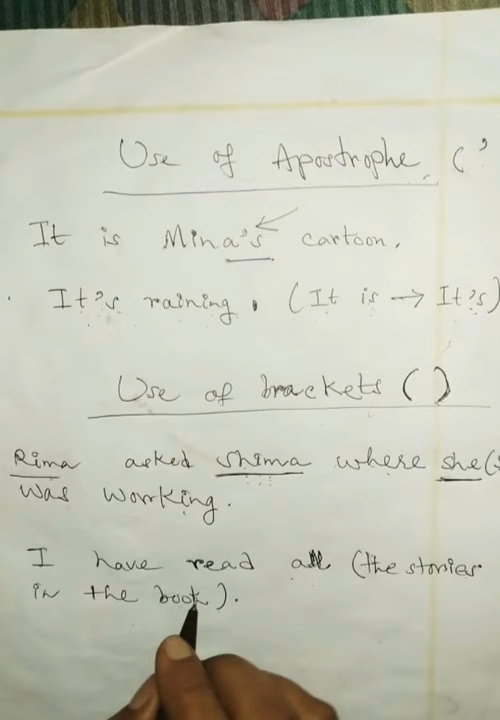 Use of Apostrophe (’
It is Mina's cartoon.
It's raining. (It is → It's)
Use of brackets ()
Rima asked Shima where she (
was working.
I have read all (the stories
in the book).